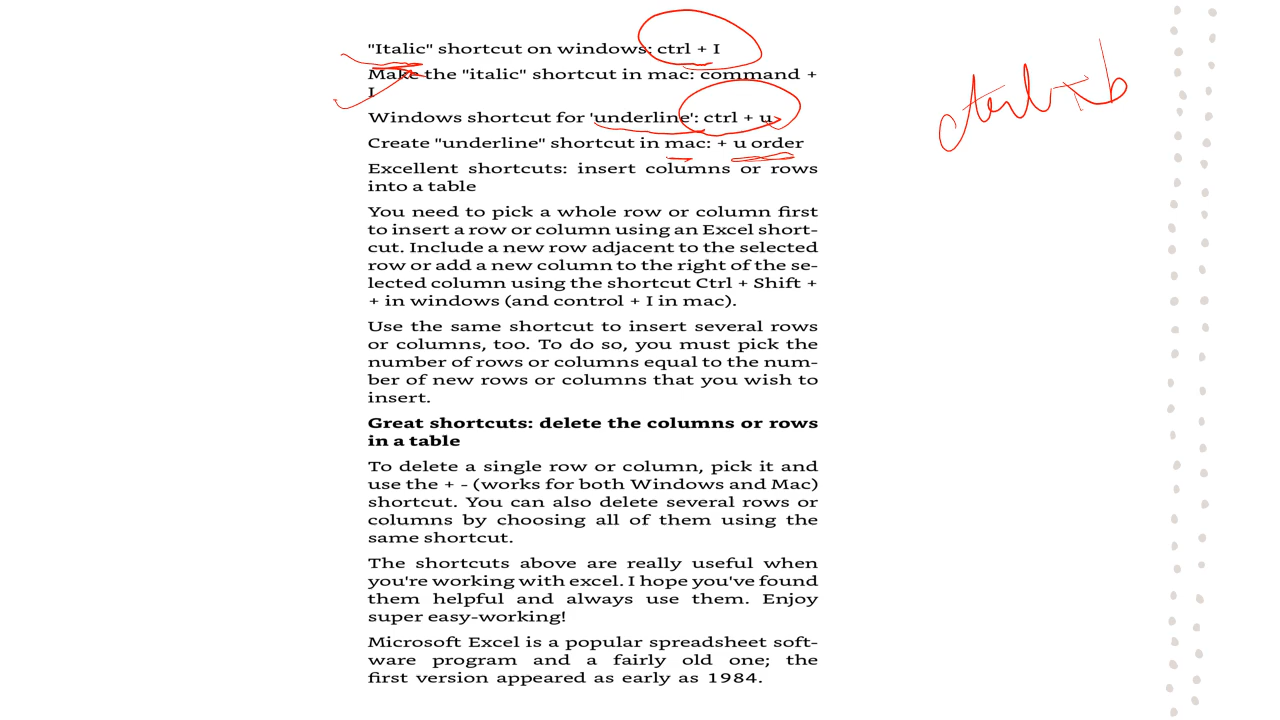 "Italic" shortcut on windows: ctrl + I
Make the "italic" shortcut in mac: command +
I
Windows shortcut for 'underline': ctrl + u
Create "underline" shortcut in mac: + u order
Excellent shortcuts: insert columns or rows
into a table
You need to pick a whole row or column first
to insert a row or column using an Excel short-
cut. Include a new row adjacent to the selected
row or add a new column to the right of the se-
lected column using the shortcut Ctrl + Shift +
+ in windows (and control + I in mac).
Use the same shortcut to insert several rows
or columns, too. To do so, you must pick the
number of rows or columns equal to the num-
ber of new rows or columns that you wish to
insert.
Great shortcuts: delete the columns or rows
in a table
To delete a single row or column, pick it and
use the + - (works for both Windows and Mac)
shortcut. You can also delete several rows or
columns by choosing all of them using the
same shortcut.
The shortcuts above are really useful when
you're working with excel. I hope you've found
them helpful and always use them. Enjoy
super easy-working!
Microsoft Excel is a popular spreadsheet soft-
ware program and a fairly old one; the
first version appeared as early as 1984.